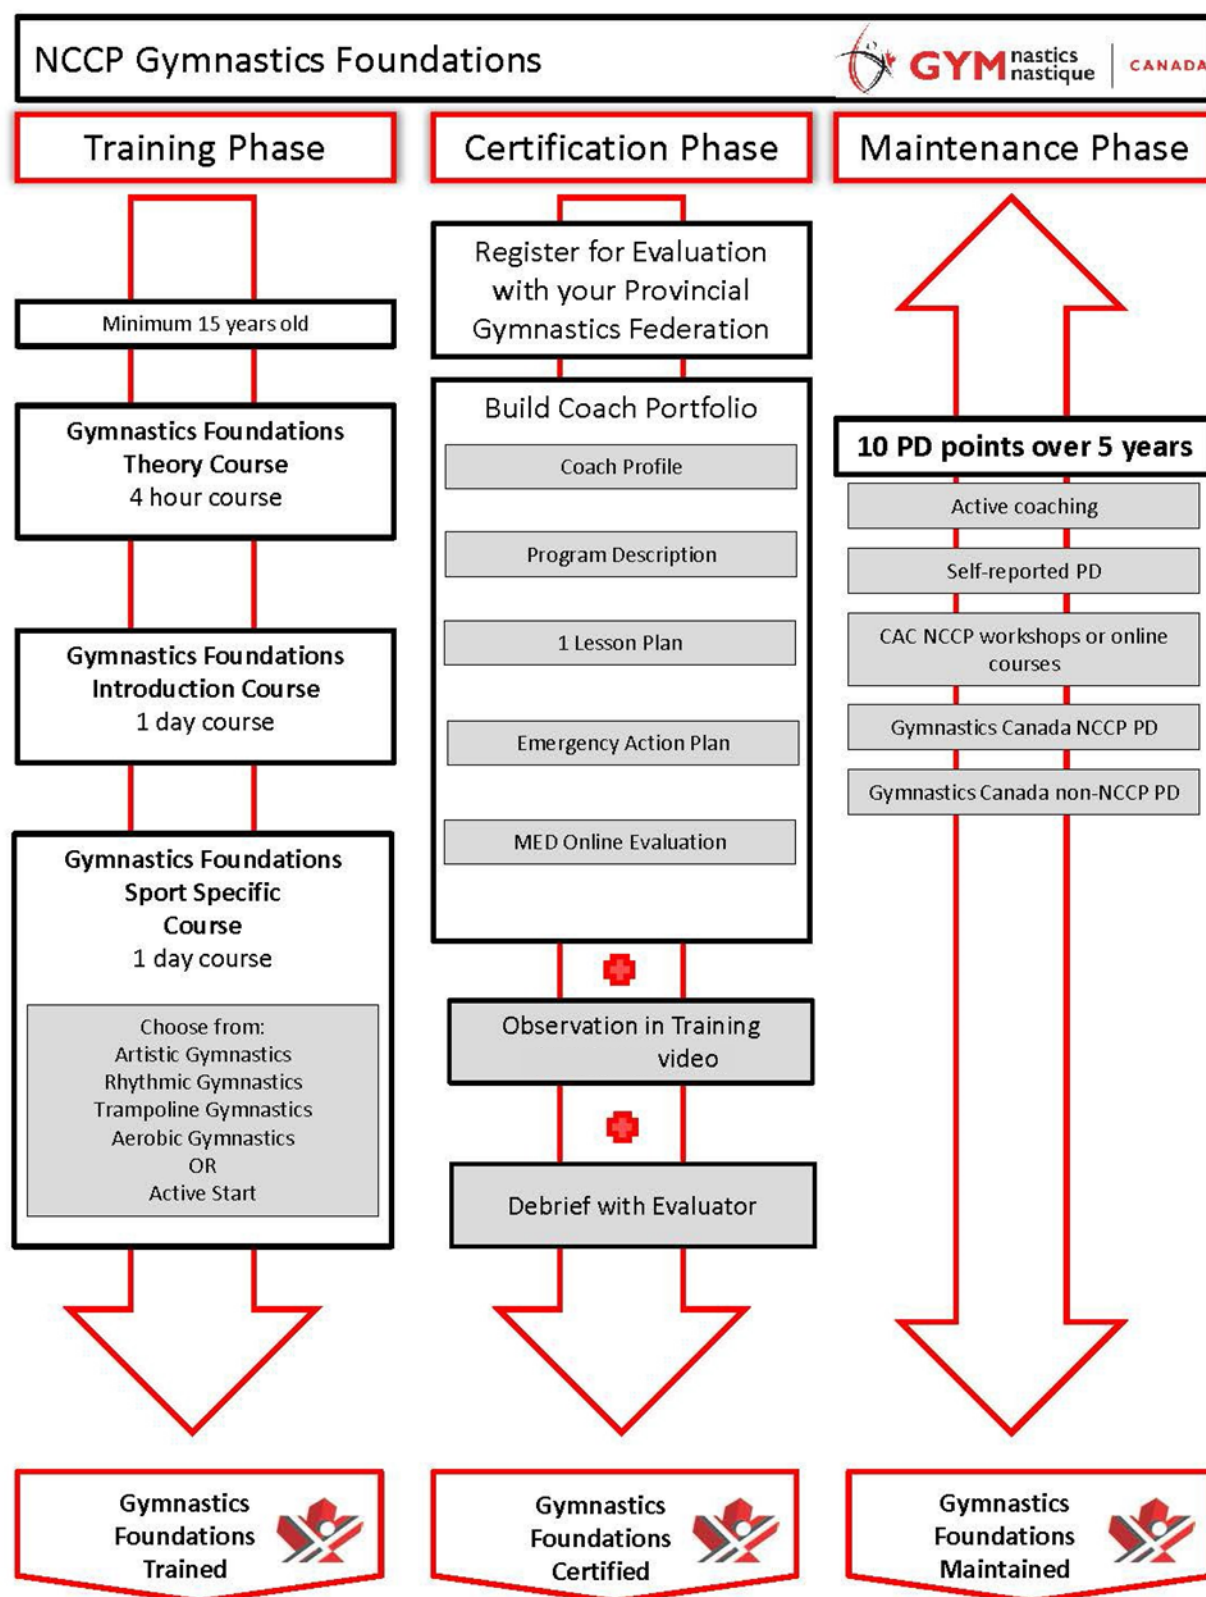 NCCP Gymnastics Foundations
GYMnastics
nastique
CANADA
Training Phase
Minimum 15 years old
Gymnastics Foundations
Theory Course
4 hour course
Gymnastics Foundations
Introduction Course
1 day course
Gymnastics Foundations
Sport Specific
Course
1 day course
Choose from:
Artistic Gymnastics
Rhythmic Gymnastics
Trampoline Gymnastics
Aerobic Gymnastics
OR
Active Start
Gymnastics
Foundations
Trained
Certification Phase
Register for Evaluation
with your Provincial
Gymnastics Federation
Build Coach Portfolio
Coach Profile
Program Description
1 Lesson Plan
Emergency Action Plan
MED Online Evaluation
Observation in Training
video
Debrief with Evaluator
Gymnastics
Foundations
Certified
Maintenance Phase
10 PD points over 5 years
Active coaching
Self-reported PD
CAC NCCP workshops or online
courses
Gymnastics Canada NCCP PD
Gymnastics Canada non-NCCP PD
Gymnastics
Foundations
Maintained